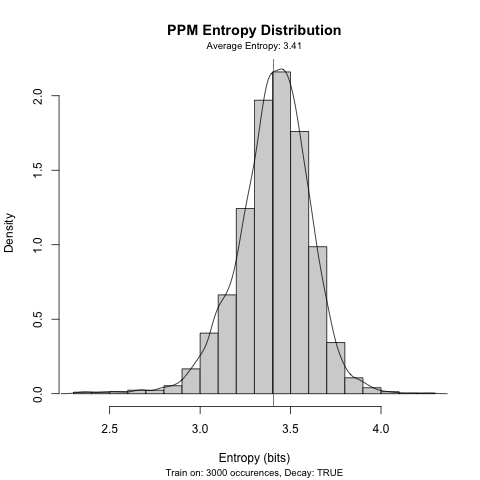 PPM Entropy Distribution
Average Entropy: 3.41
Density
2.0
1.5
1.0
0.5
0.0
2.5 3.0 3.5 4.0
Entropy (bits)
Train on: 3000 occurences, Decay: TRUE